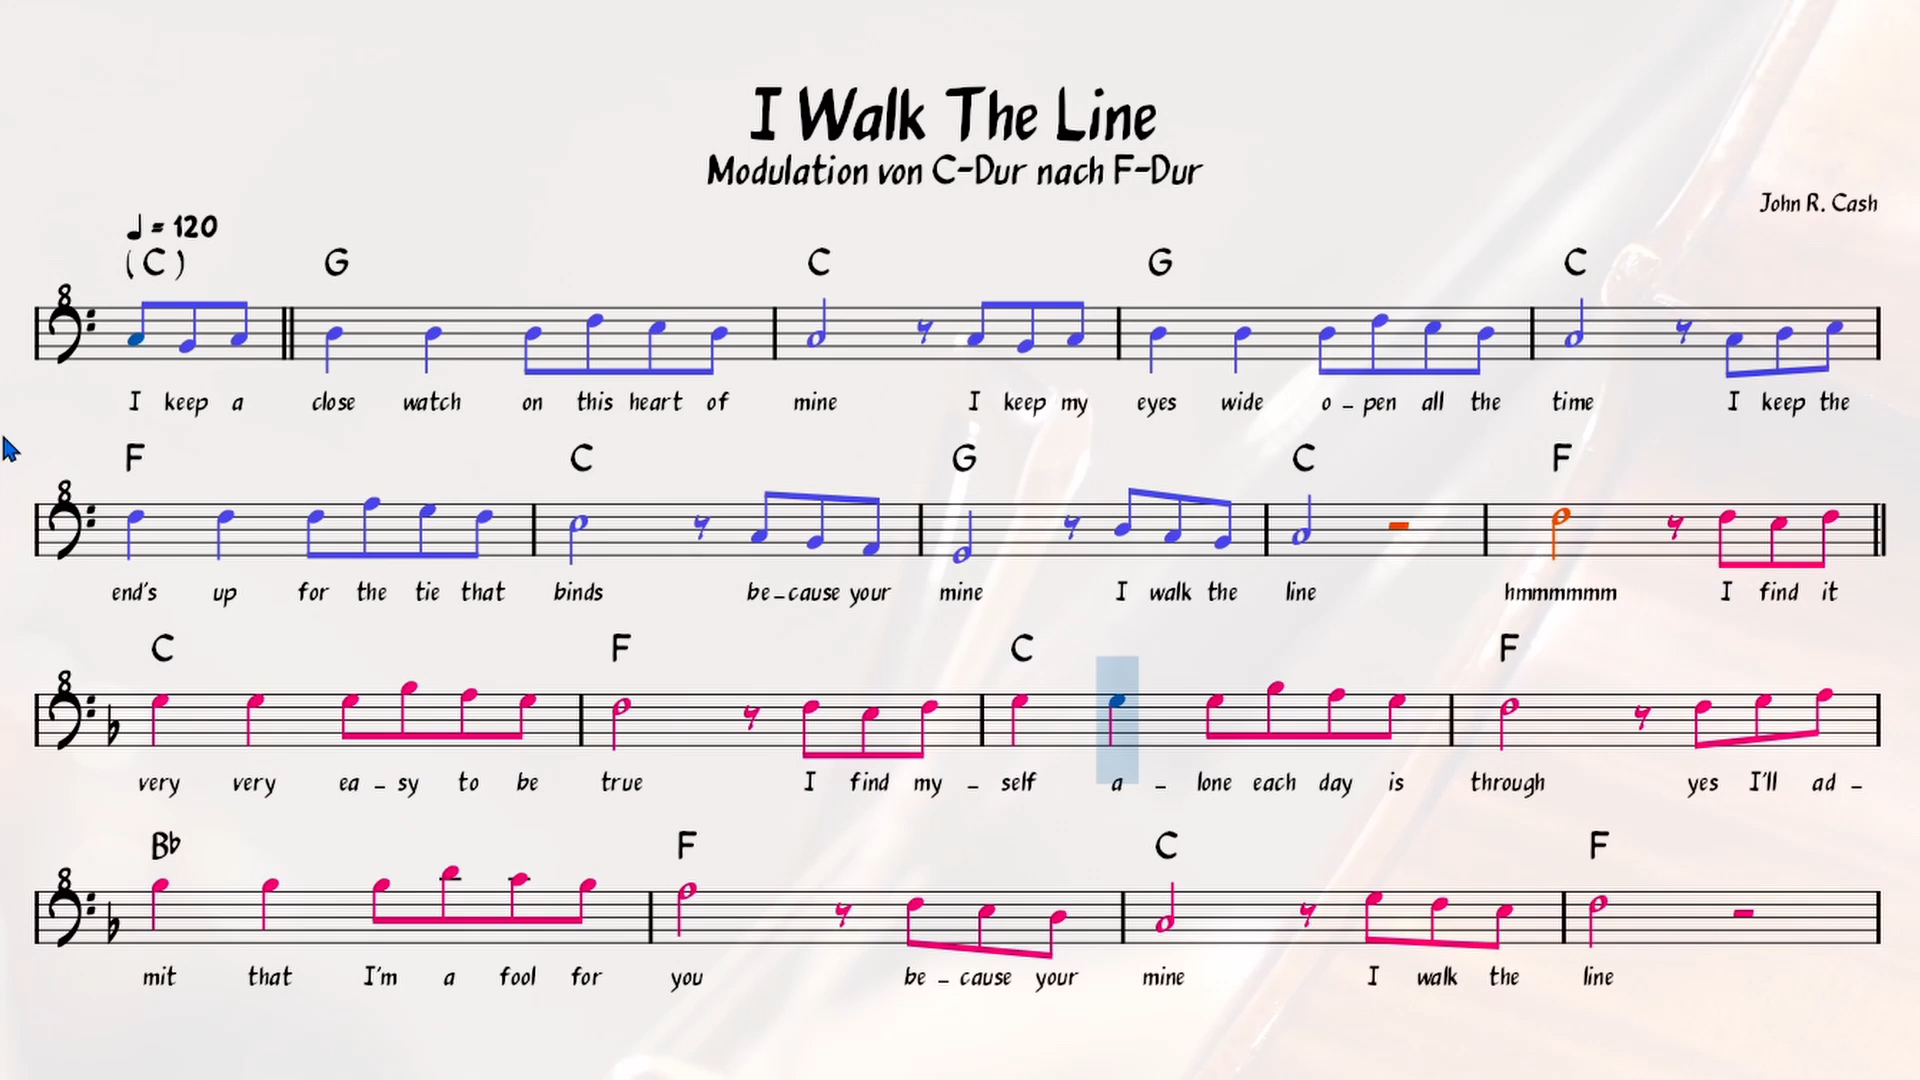 I Walk The Line
Modulation von C-Dur nach F-Dur
John R. Cash
♩ = 120
(C) G C G C
8
I keep a close watch on this heart of mine I keep my eyes wide o - pen all the time I keep the
F C G C F
8
end's up for the tie that binds be - cause your mine I walk the line hmmmmmm I find it
C F C F
8
very very ea - sy to be true I find my - self a - lone each day is through yes I'll ad -
B♭ F C F
8
mit that I'm a fool for you be - cause your mine I walk the line